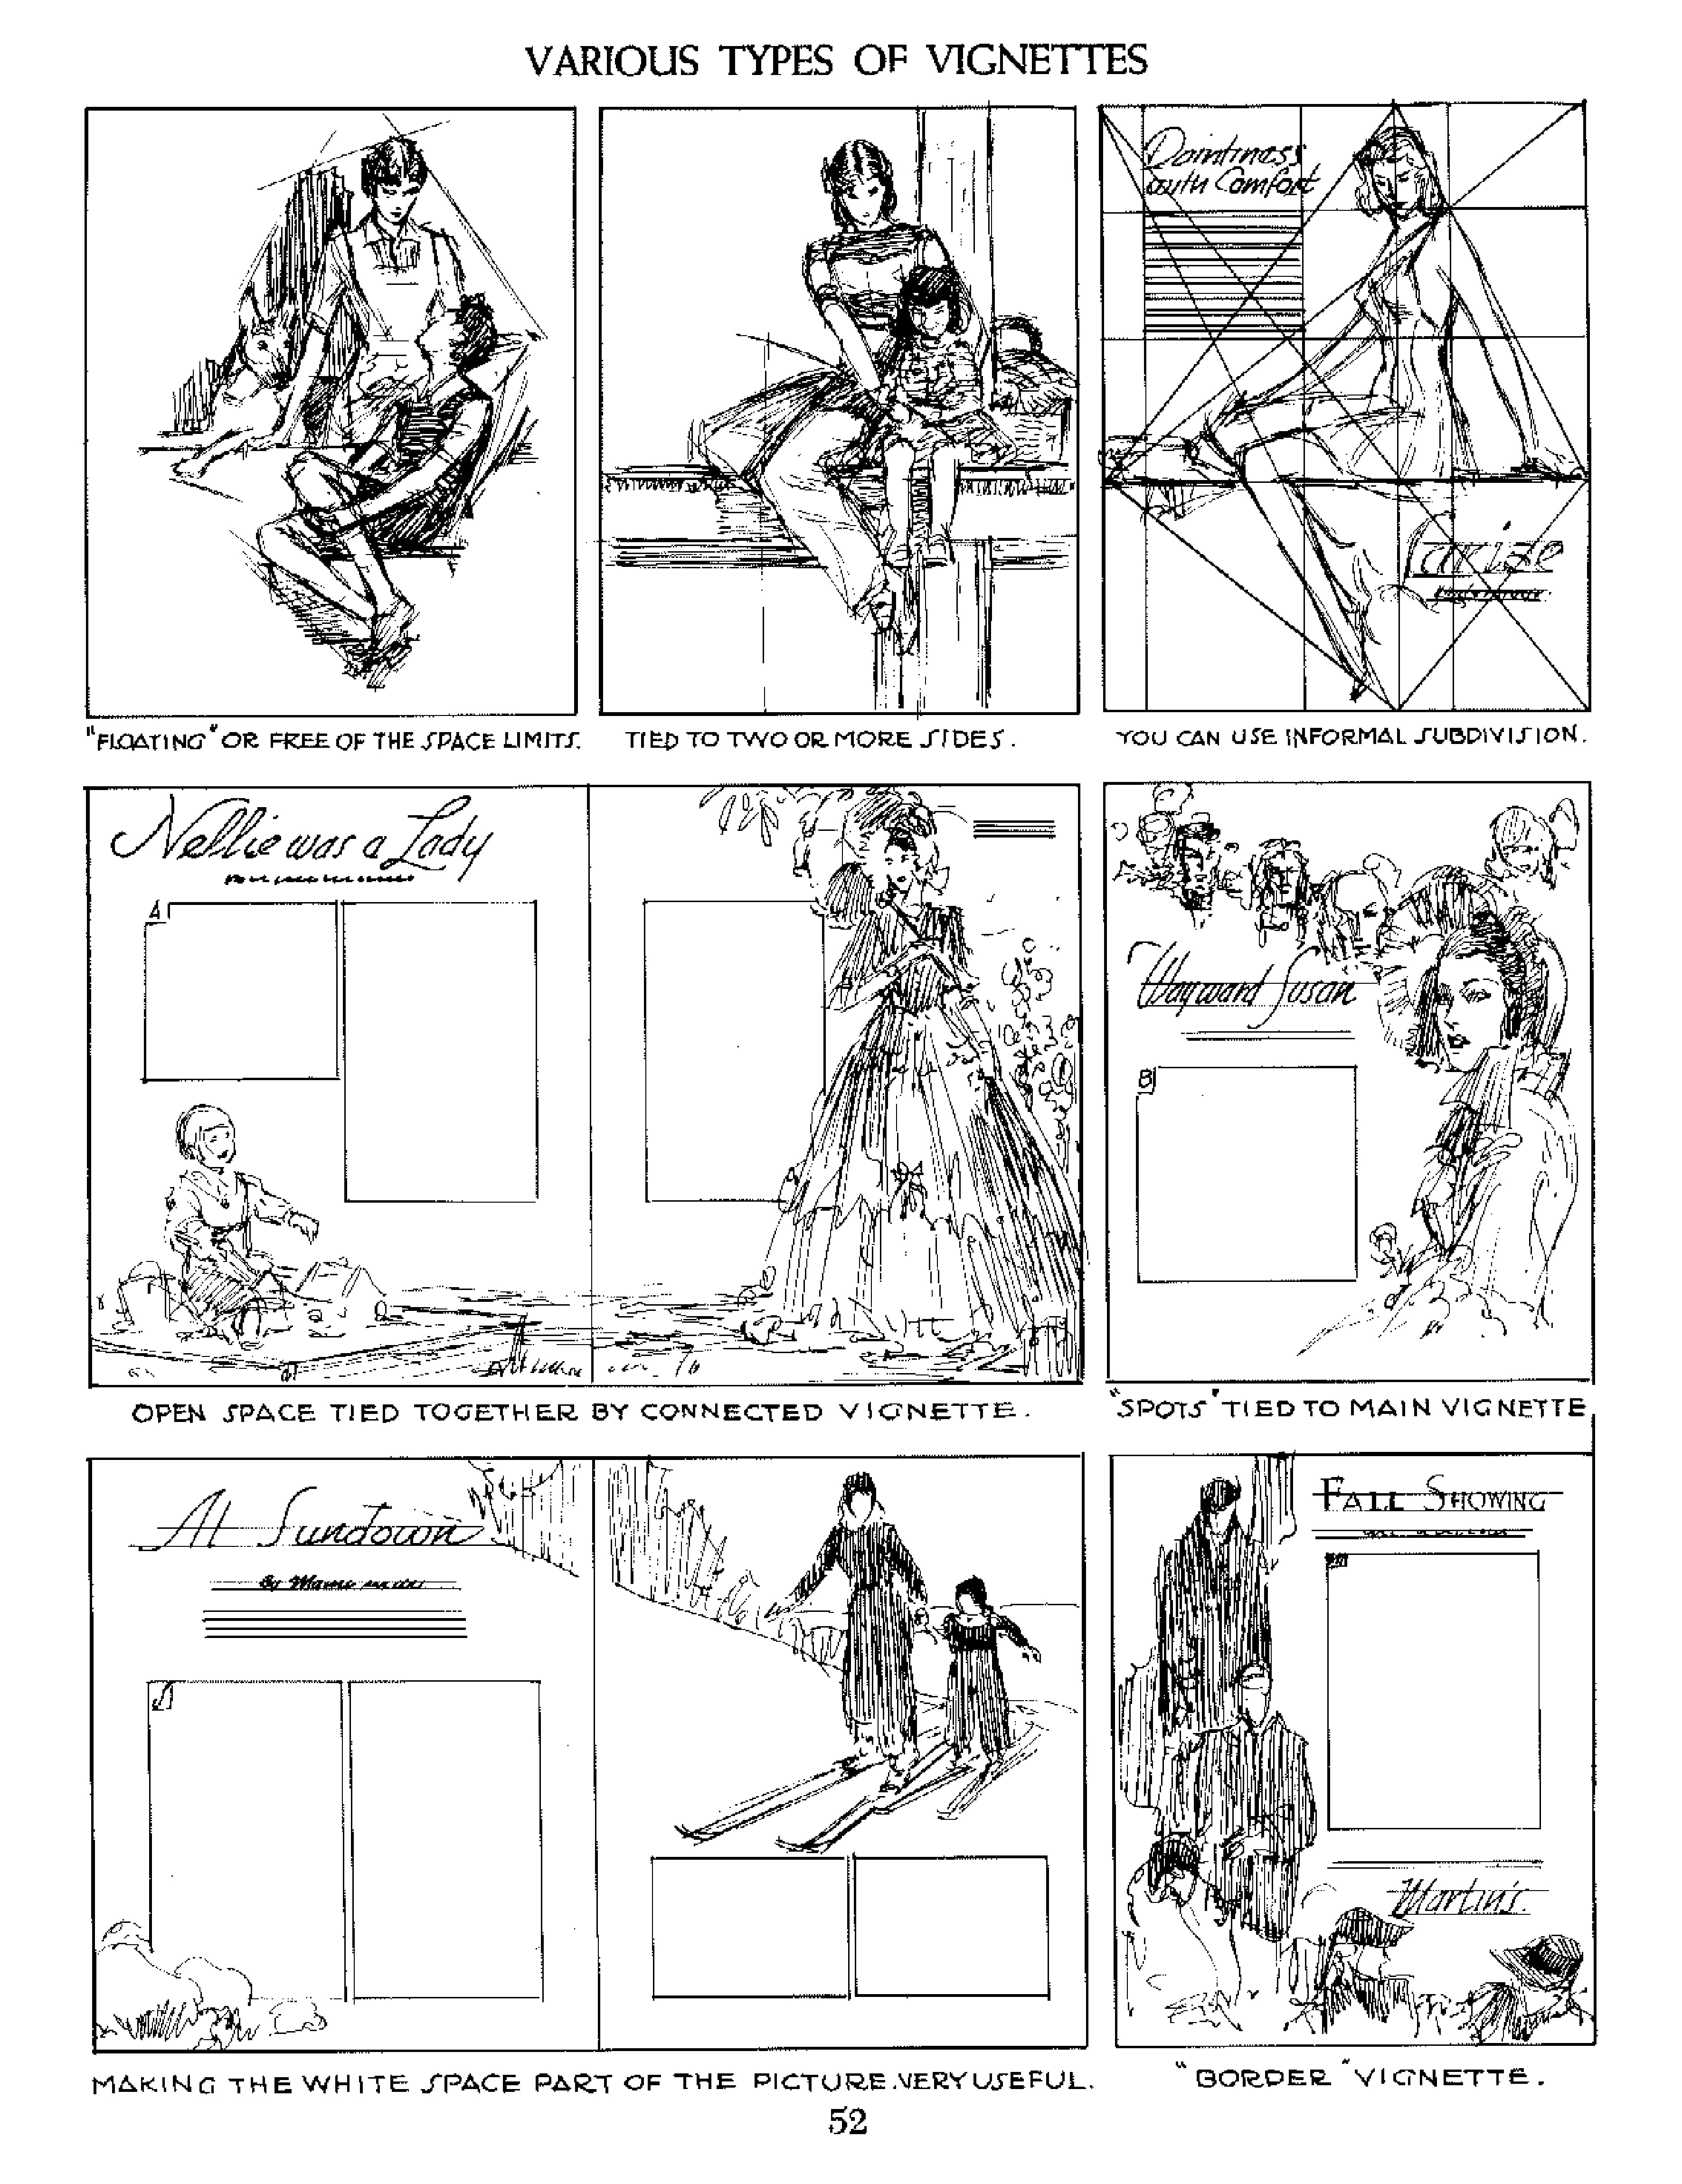 VARIOUS TYPES OF VIGNETTES
Daintiness
with Comfort
Laride
"FLOATING" OR FREE OF THE SPACE LIMITS.
TIED TO TWO OR MORE SIDES.
YOU CAN USE INFORMAL SUBDIVISION.
Nellie was a Lady
A
Wayward Susan
B
OPEN SPACE TIED TOGETHER BY CONNECTED VIGNETTE.
"SPOTS" TIED TO MAIN VIGNETTE
At Sundown
By
FALL SHOWING
Martin's.
MAKING THE WHITE SPACE PART OF THE PICTURE. VERY USEFUL.
"BORDER" VIGNETTE.
52